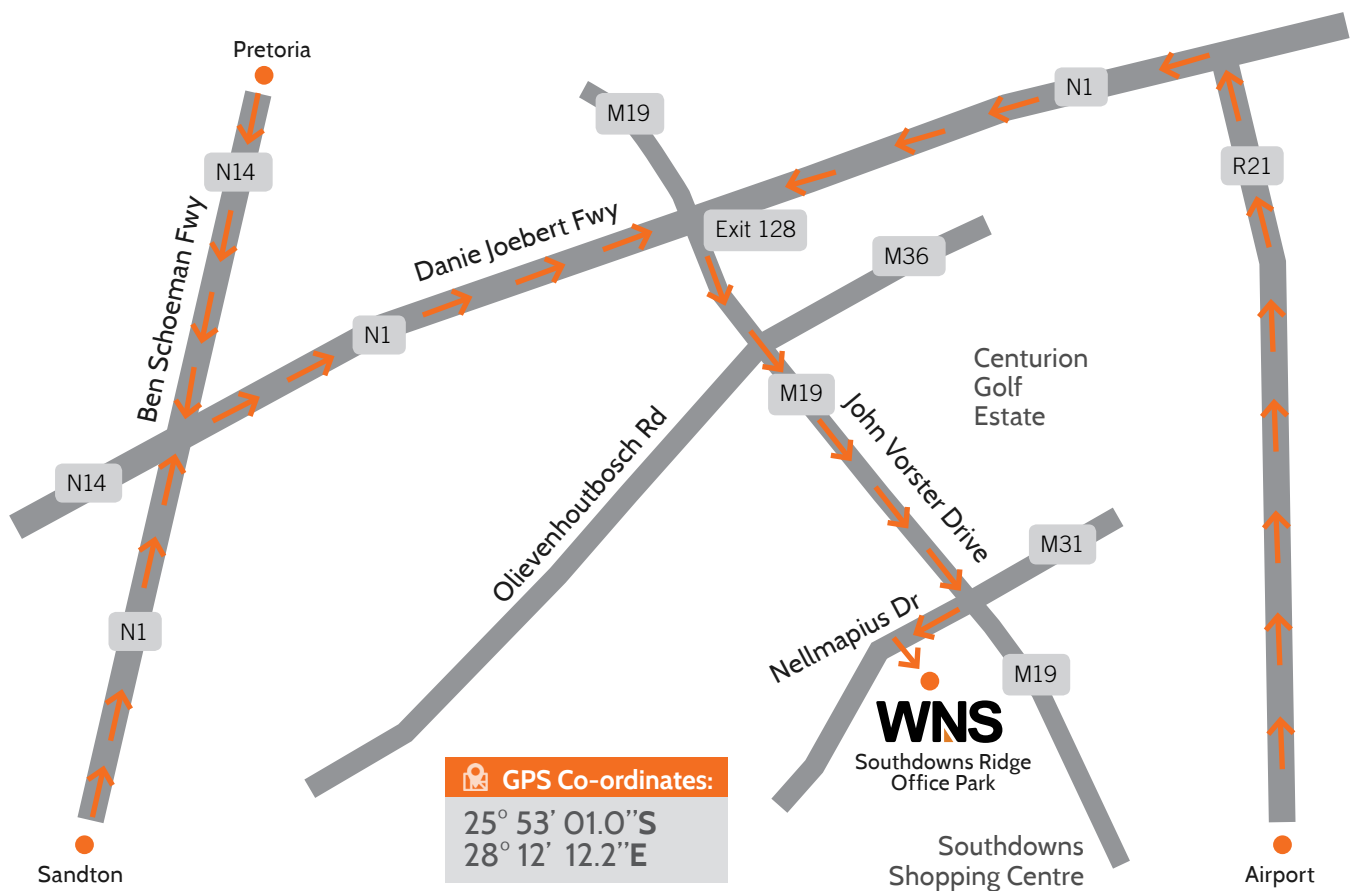 Pretoria
M19
N1
N14
R21
Ben Schoeman Fwy
Danie Joebert Fwy
Exit 128
M36
N1
Centurion
Golf
Estate
M19
John Vorster Drive
N14
Olievenhoutbosch Rd
M31
N1
Nellmapius Dr
M19
WNS
Southdowns Ridge
Office Park
GPS Co-ordinates:
25° 53’ 01.0’’S
28° 12’ 12.2’’E
Sandton
Southdowns
Shopping Centre
Airport